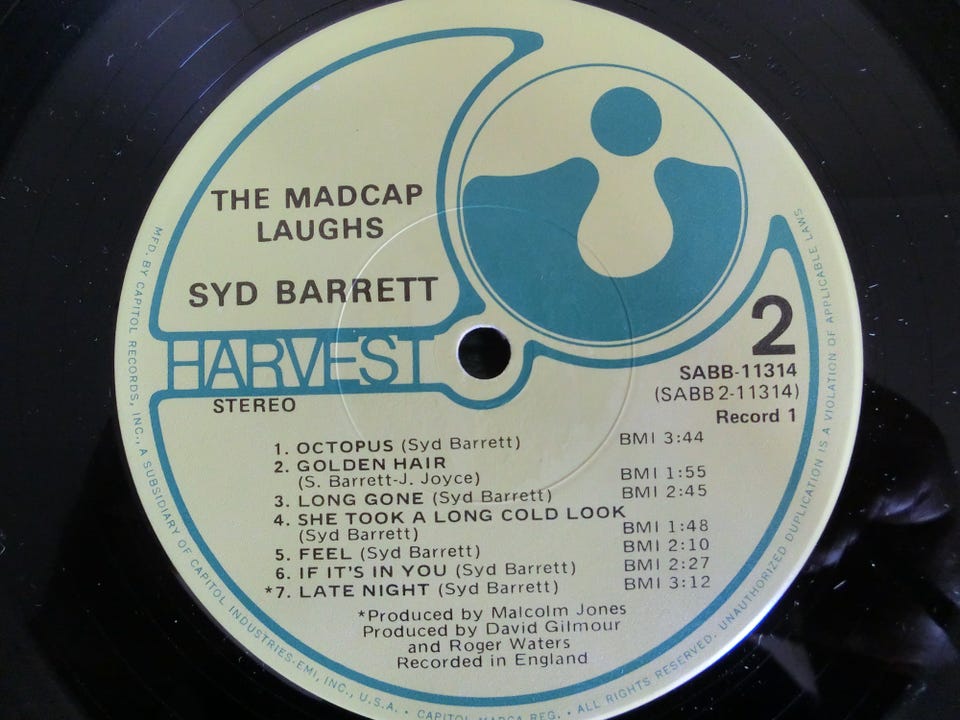 THE MADCAP
LAUGHS
SYD BARRETT
HARVEST
STEREO
2
SABB-11314
(SABB 2-11314)
Record 1
1. OCTOPUS (Syd Barrett) BMI 3:44
2. GOLDEN HAIR
(S. Barrett-J. Joyce) BMI 1:55
3. LONG GONE (Syd Barrett) BMI 2:45
4. SHE TOOK A LONG COLD LOOK
(Syd Barrett) BMI 1:48
5. FEEL (Syd Barrett) BMI 2:10
6. IF IT'S IN YOU (Syd Barrett) BMI 2:27
*7. LATE NIGHT (Syd Barrett) BMI 3:12
*Produced by Malcolm Jones
Produced by David Gilmour
and Roger Waters
Recorded in England
MFD. BY CAPITOL RECORDS, INC., A SUBSIDIARY OF CAPITOL INDUSTRIES-EMI, INC., U.S.A. • CAPITOL MARCA REG. • ALL RIGHTS RESERVED. UNAUTHORIZED DUPLICATION IS A VIOLATION OF APPLICABLE LAWS